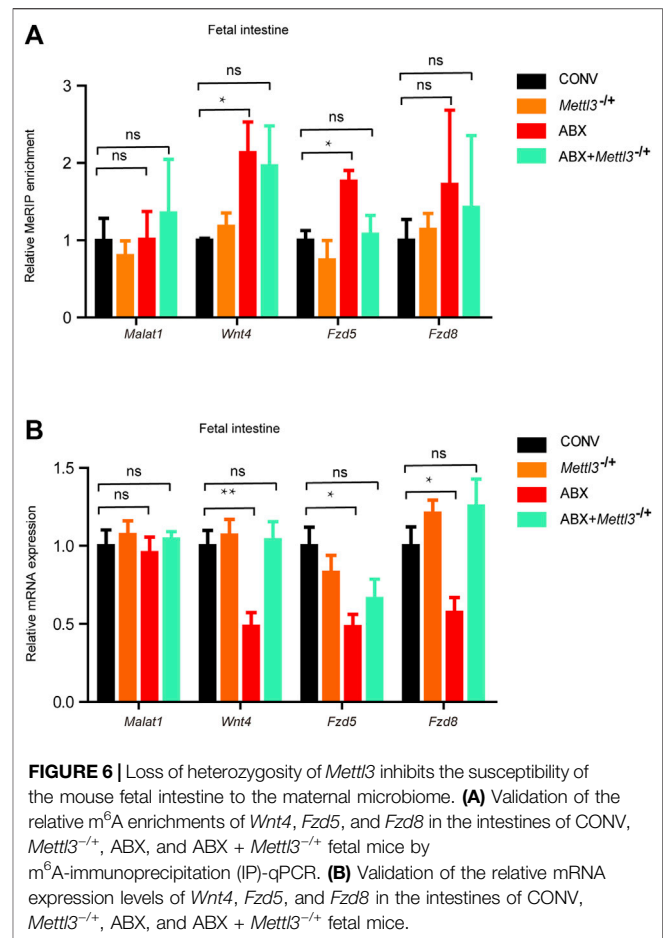 A
Fetal intestine
Relative MeRIP enrichment
3
2
1
0
ns
ns
ns
*
ns
*
ns
ns
Malat1
Wnt4
Fzd5
Fzd8
CONV
Mettl3-/+
ABX
ABX+Mettl3-/+
B
Fetal intestine
Relative mRNA expression
1.5
1.0
0.5
0.0
ns
ns
ns
**
ns
*
ns
*
Malat1
Wnt4
Fzd5
Fzd8
CONV
Mettl3-/+
ABX
ABX+Mettl3-/+
FIGURE 6 | Loss of heterozygosity of Mettl3 inhibits the susceptibility of
the mouse fetal intestine to the maternal microbiome. (A) Validation of the
relative m⁶A enrichments of Wnt4, Fzd5, and Fzd8 in the intestines of CONV,
Mettl3−/+, ABX, and ABX + Mettl3−/+ fetal mice by
m⁶A-immunoprecipitation (IP)-qPCR. (B) Validation of the relative mRNA
expression levels of Wnt4, Fzd5, and Fzd8 in the intestines of CONV,
Mettl3−/+, ABX, and ABX + Mettl3−/+ fetal mice.